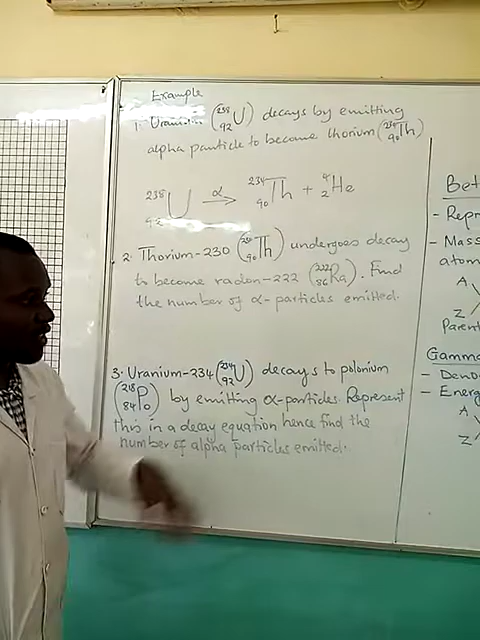 Example
1. Uranium (²³⁸₉₂U) decays by emitting
alpha particle to become thorium (²³⁴₉₀Th)
²³⁸₉₂U α→ ²³⁴₉₀Th + ⁴₂He
2. Thorium-230 (²³⁰₉₀Th) undergoes decay
to become radon-222 (²²²₈₆Ra). Find
the number of α-particles emitted.
3. Uranium-234 (²³⁴₉₂U) decays to polonium
(²¹⁸₈₄Po) by emitting α-particles. Represent
this in a decay equation hence find the
number of alpha particles emitted.
Bet
- Repr
- Mass
atom
A
Z
Parent
Gamma
- Deno
- Energ
A
Z